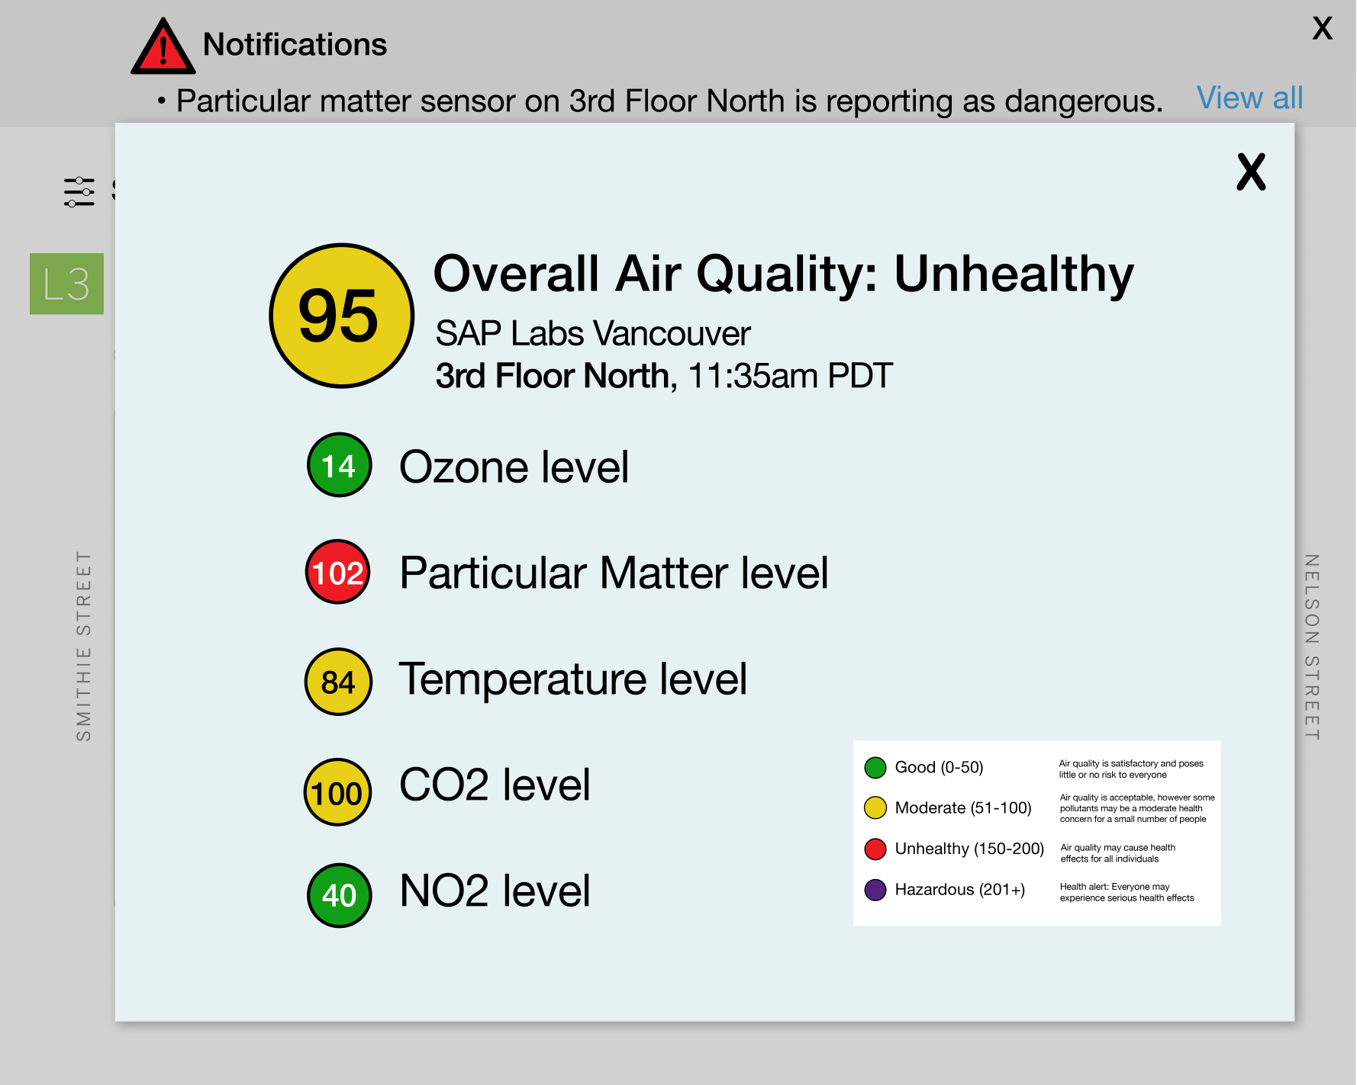 Notifications
X
• Particular matter sensor on 3rd Floor North is reporting as dangerous.
View all
X
L3
95
Overall Air Quality: Unhealthy
SAP Labs Vancouver
3rd Floor North, 11:35am PDT
14
Ozone level
102
Particular Matter level
84
Temperature level
100
CO2 level
40
NO2 level
SMITHIE STREET
NELSON STREET
Good (0-50)
Air quality is satisfactory and poses
little or no risk to everyone
Moderate (51-100)
Air quality is acceptable, however some
pollutants may be a moderate health
concern for a small number of people
Unhealthy (150-200)
Air quality may cause health
effects for all individuals
Hazardous (201+)
Health alert: Everyone may
experience serious health effects